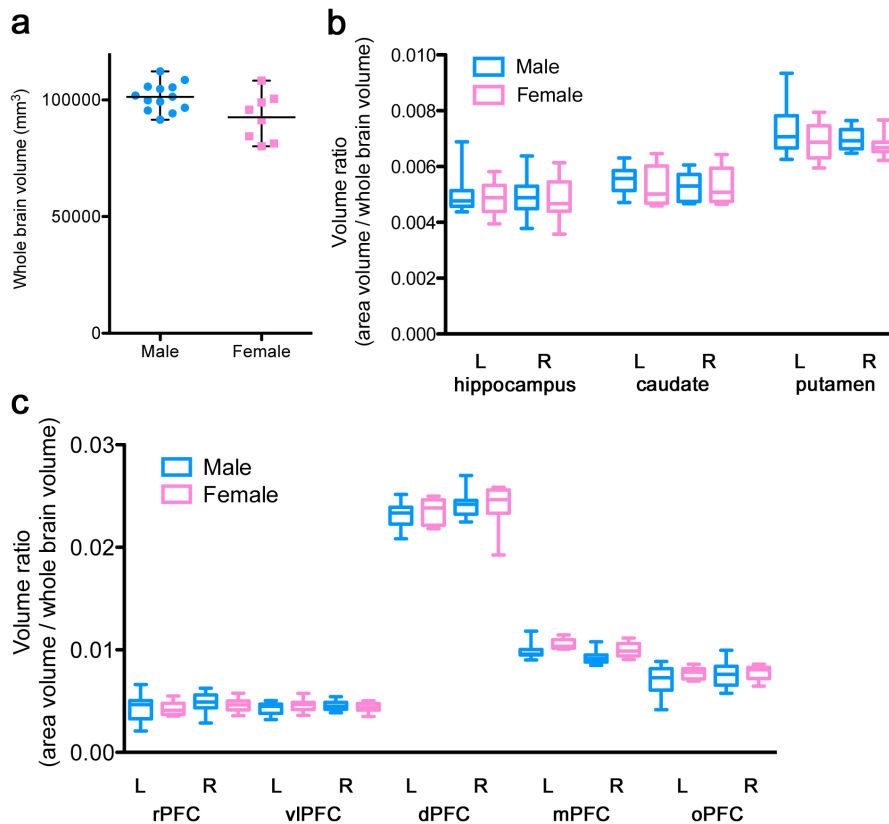 a
Whole brain volume (mm³)
100000
50000
0
Male
Female
b
Volume ratio
(area volume / whole brain volume)
0.010
0.008
0.006
0.004
0.002
0.000
Male
Female
L
R
L
R
L
R
hippocampus
caudate
putamen
c
Volume ratio
(area volume / whole brain volume)
0.03
0.02
0.01
0.00
Male
Female
L
R
L
R
L
R
L
R
L
R
rPFC
vlPFC
dPFC
mPFC
oPFC